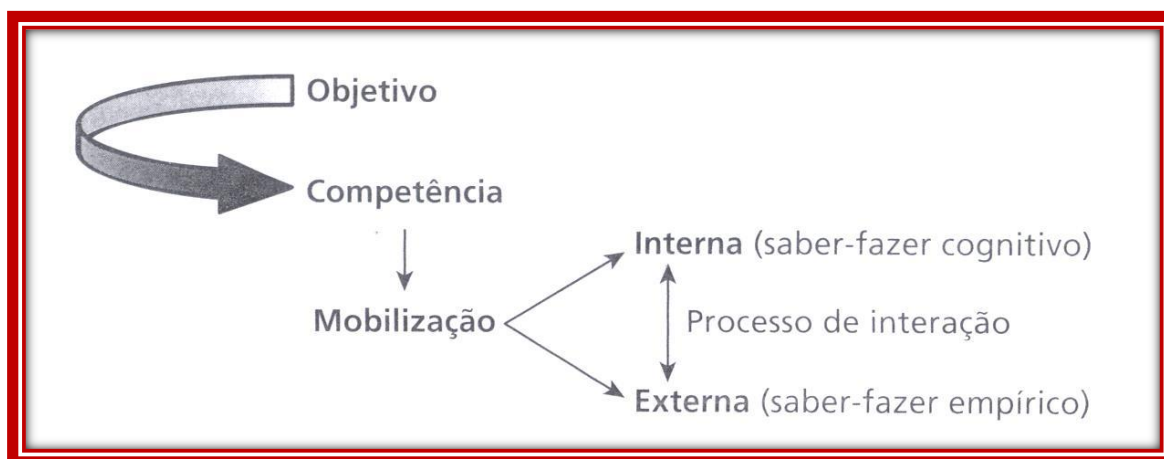 Objetivo
Competência
Interna (saber-fazer cognitivo)
Mobilização
Processo de interação
Externa (saber-fazer empírico)